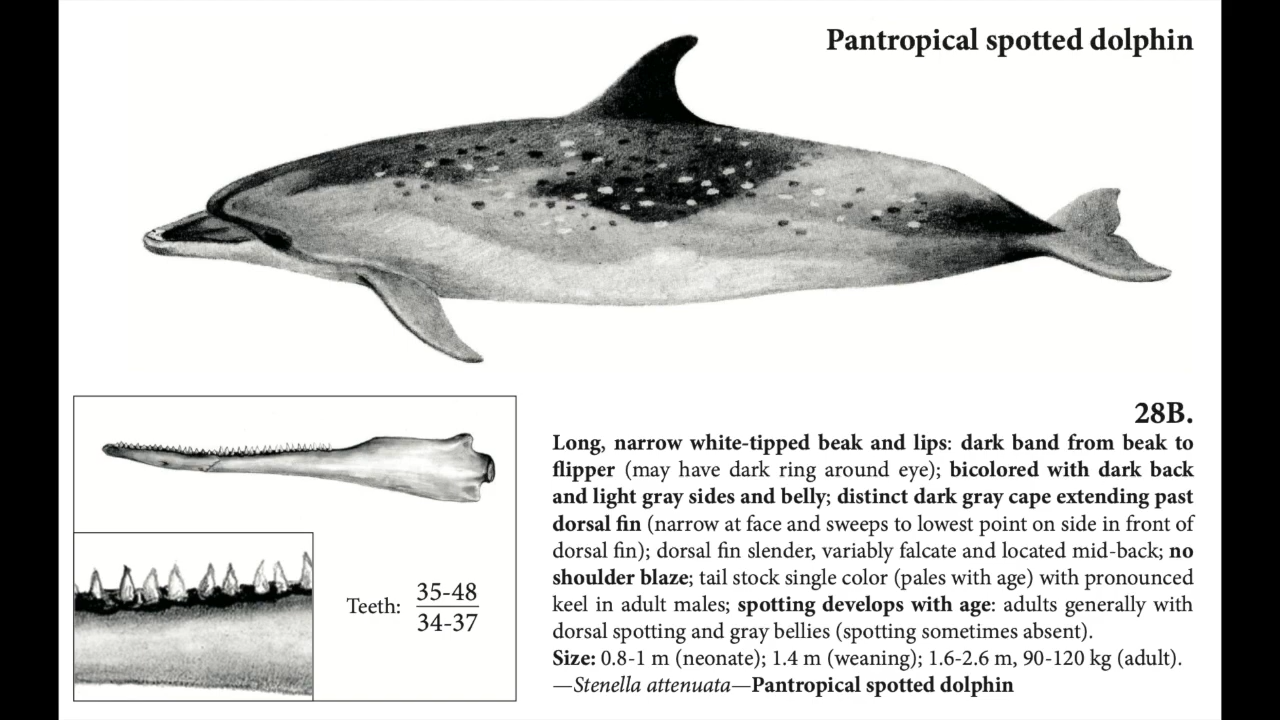 Pantropical spotted dolphin
28B.
Long, narrow white-tipped beak and lips: dark band from beak to
flipper (may have dark ring around eye); bicolored with dark back
and light gray sides and belly; distinct dark gray cape extending past
dorsal fin (narrow at face and sweeps to lowest point on side in front of
dorsal fin); dorsal fin slender, variably falcate and located mid-back; no
shoulder blaze; tail stock single color (pales with age) with pronounced
keel in adult males; spotting develops with age: adults generally with
dorsal spotting and gray bellies (spotting sometimes absent).
Size: 0.8-1 m (neonate); 1.4 m (weaning); 1.6-2.6 m, 90-120 kg (adult).
—Stenella attenuata—Pantropical spotted dolphin
Teeth: 35-48
34-37